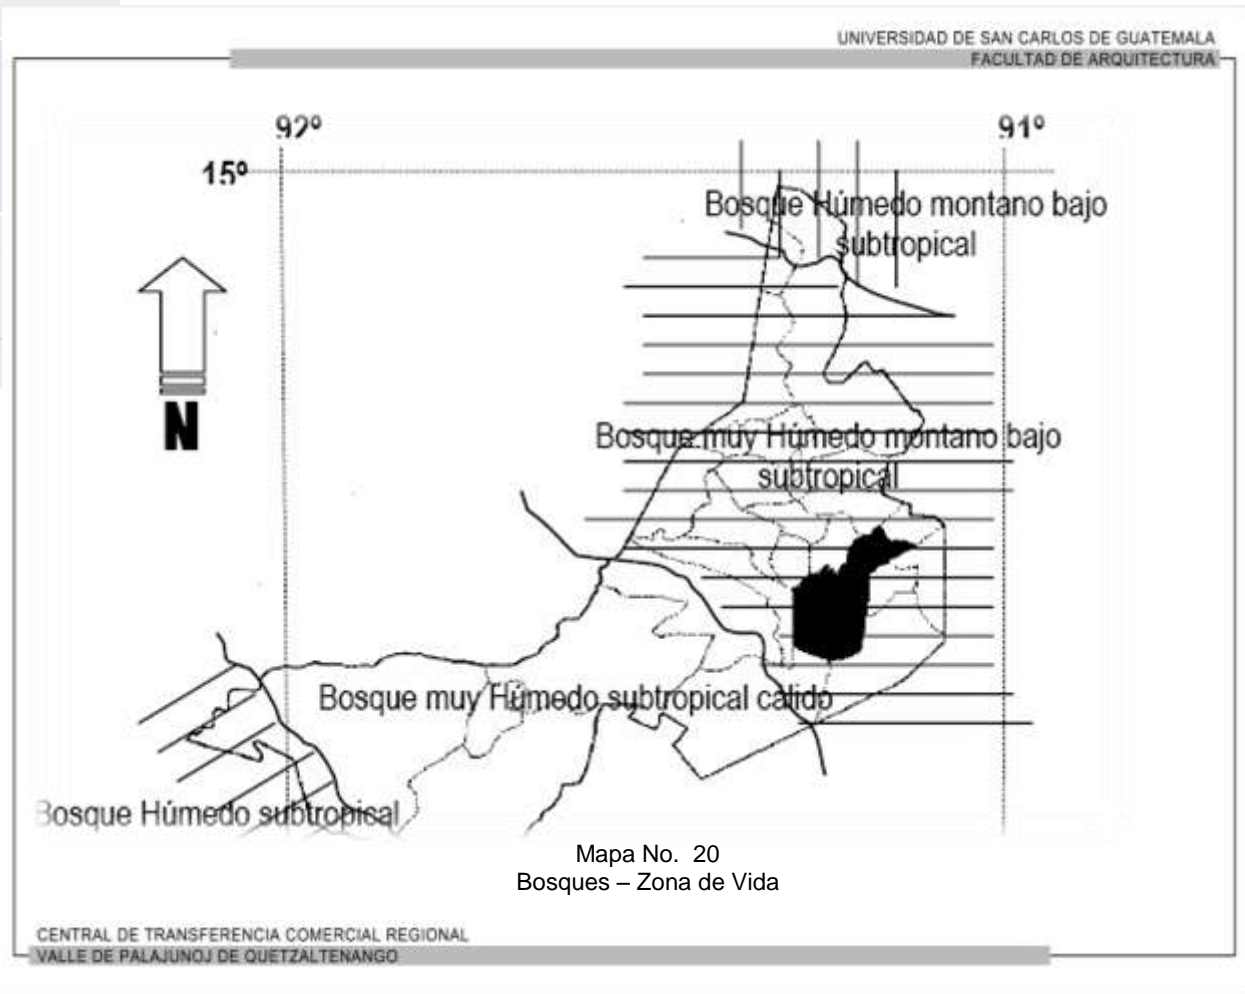 UNIVERSIDAD DE SAN CARLOS DE GUATEMALA
FACULTAD DE ARQUITECTURA
92º
91º
15º
Bosque Húmedo montano bajo
subtropical
N
Bosque muy Húmedo montano bajo
subtropical
Bosque muy Húmedo subtropical calido
Bosque Húmedo subtropical
Mapa No. 20
Bosques – Zona de Vida
CENTRAL DE TRANSFERENCIA COMERCIAL REGIONAL
VALLE DE PALAJUNOJ DE QUETZALTENANGO